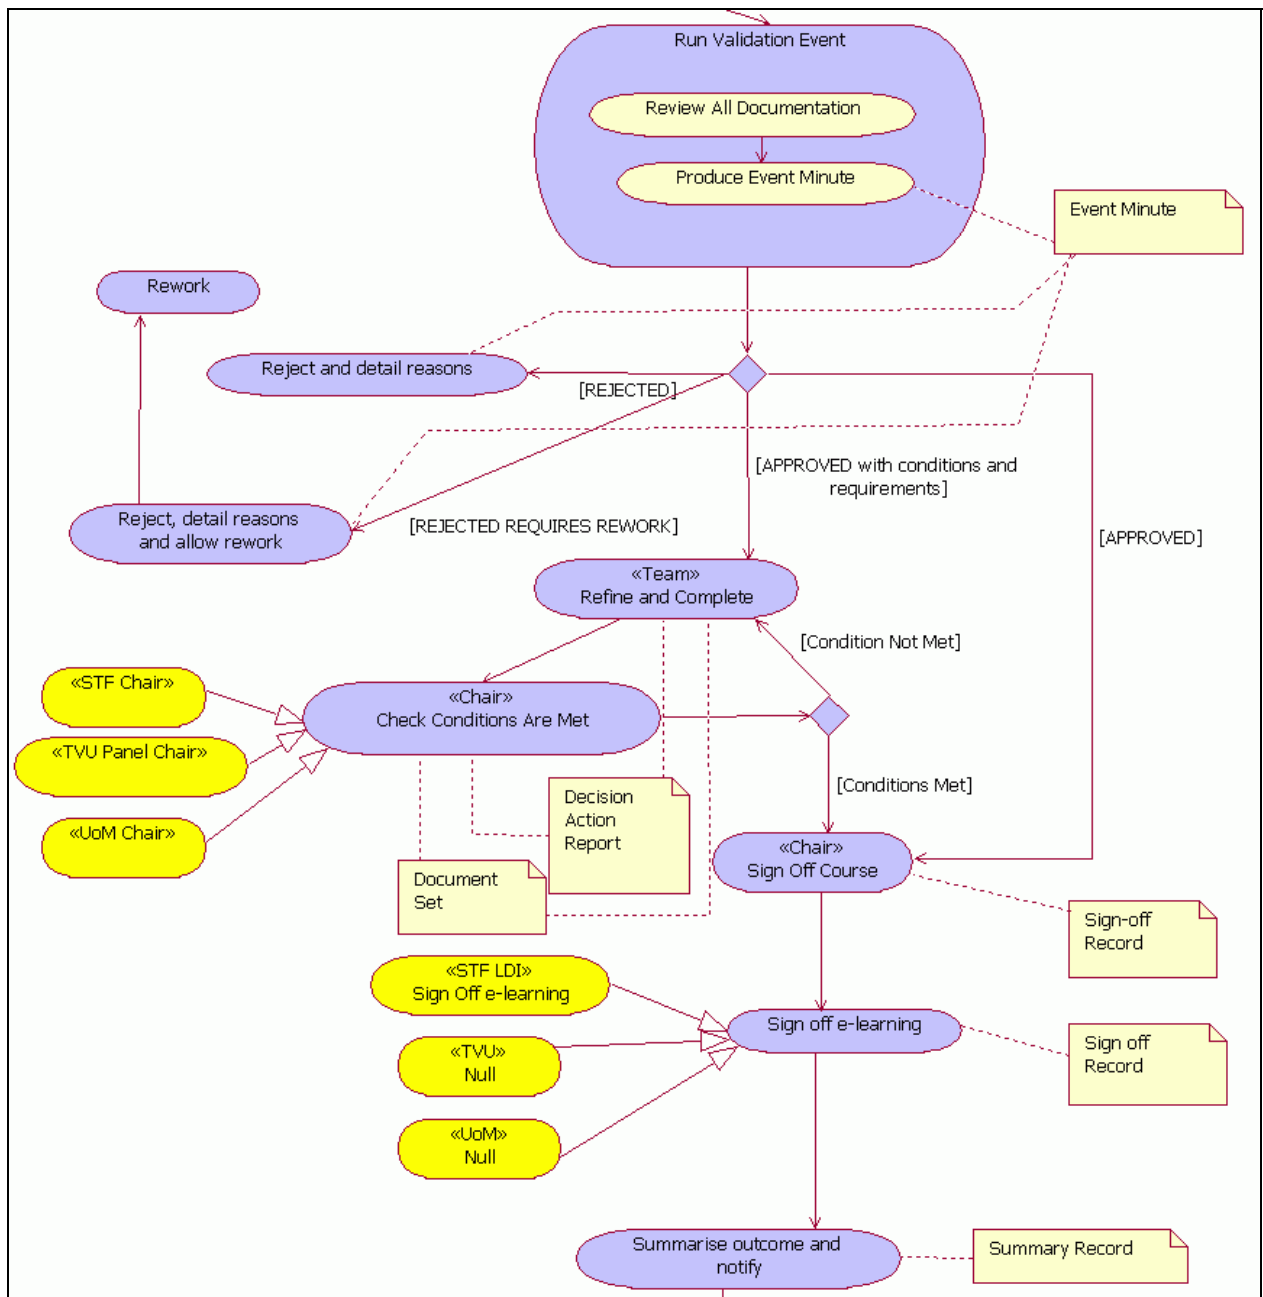 Run Validation Event
Review All Documentation
Produce Event Minute
Event Minute
Rework
Reject and detail reasons
[REJECTED]
[APPROVED with conditions and
requirements]
Reject, detail reasons
and allow rework
[REJECTED REQUIRES REWORK]
[APPROVED]
«Team»
Refine and Complete
[Condition Not Met]
«STF Chair»
«Chair»
Check Conditions Are Met
«TVU Panel Chair»
[Conditions Met]
Decision
Action
Report
«UoM Chair»
«Chair»
Sign Off Course
Document
Set
Sign-off
Record
«STF LDI»
Sign Off e-learning
Sign off e-learning
«TVU»
Null
Sign off
Record
«UoM»
Null
Summarise outcome and
notify
Summary Record